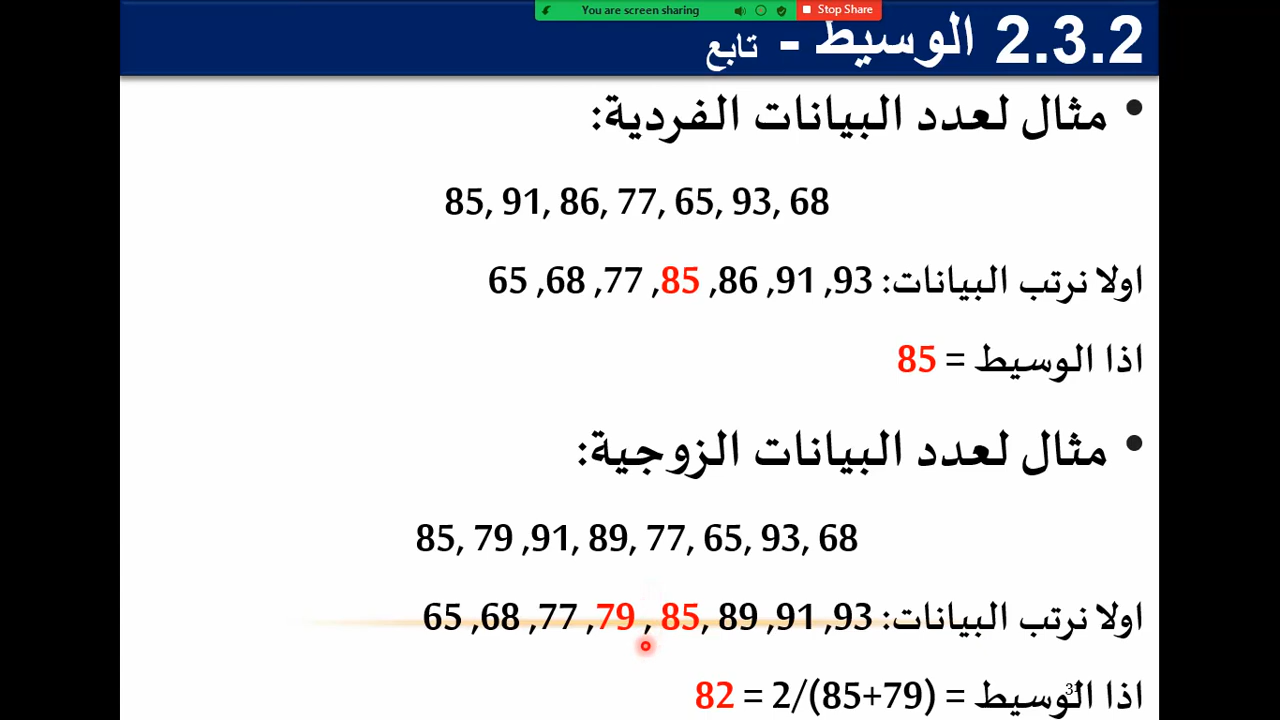 You are screen sharing Stop Share
2.3.2 الوسيط - تابع
• مثال لعدد البيانات الفردية:
85, 91, 86, 77, 65, 93, 68
اولا نرتب البيانات: 93, 91, 86, 85, 77, 68, 65
اذا الوسيط = 85
• مثال لعدد البيانات الزوجية:
85, 79 ,91, 89, 77, 65, 93, 68
اولا نرتب البيانات: 93, 91, 89, 85, 79, 77, 68, 65
اذا الوسيط = (79+85)/2 = 82